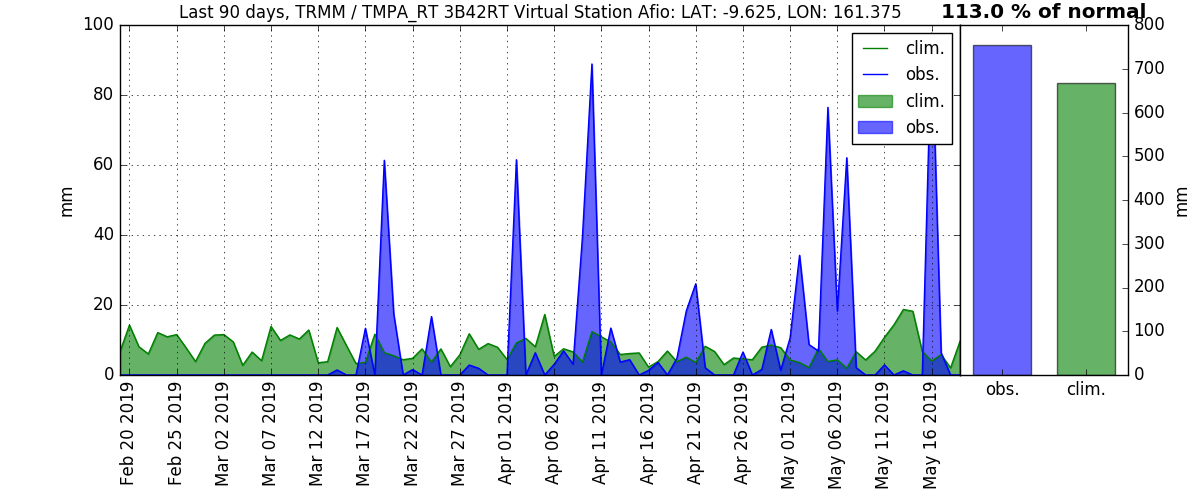 Last 90 days, TRMM / TMPA_RT 3B42RT Virtual Station Afio: LAT: -9.625, LON: 161.375
113.0 % of normal
100
80
60
40
20
0
mm
clim.
obs.
clim.
obs.
800
700
600
500
400
300
200
100
0
mm
Feb 20 2019
Feb 25 2019
Mar 02 2019
Mar 07 2019
Mar 12 2019
Mar 17 2019
Mar 22 2019
Mar 27 2019
Apr 01 2019
Apr 06 2019
Apr 11 2019
Apr 16 2019
Apr 21 2019
Apr 26 2019
May 01 2019
May 06 2019
May 11 2019
May 16 2019
obs.
clim.